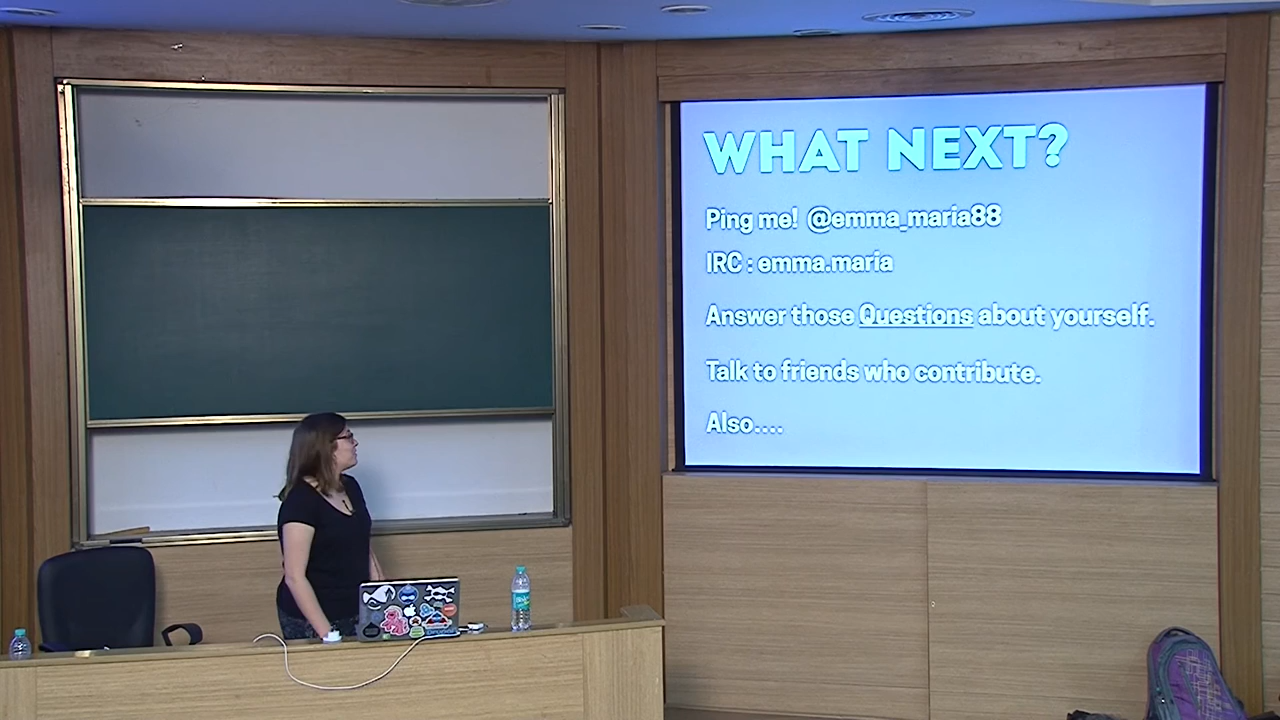 WHAT NEXT?
Ping me! @emma_maria88
IRC : emma.maria
Answer those Questions about yourself.
Talk to friends who contribute.
Also....